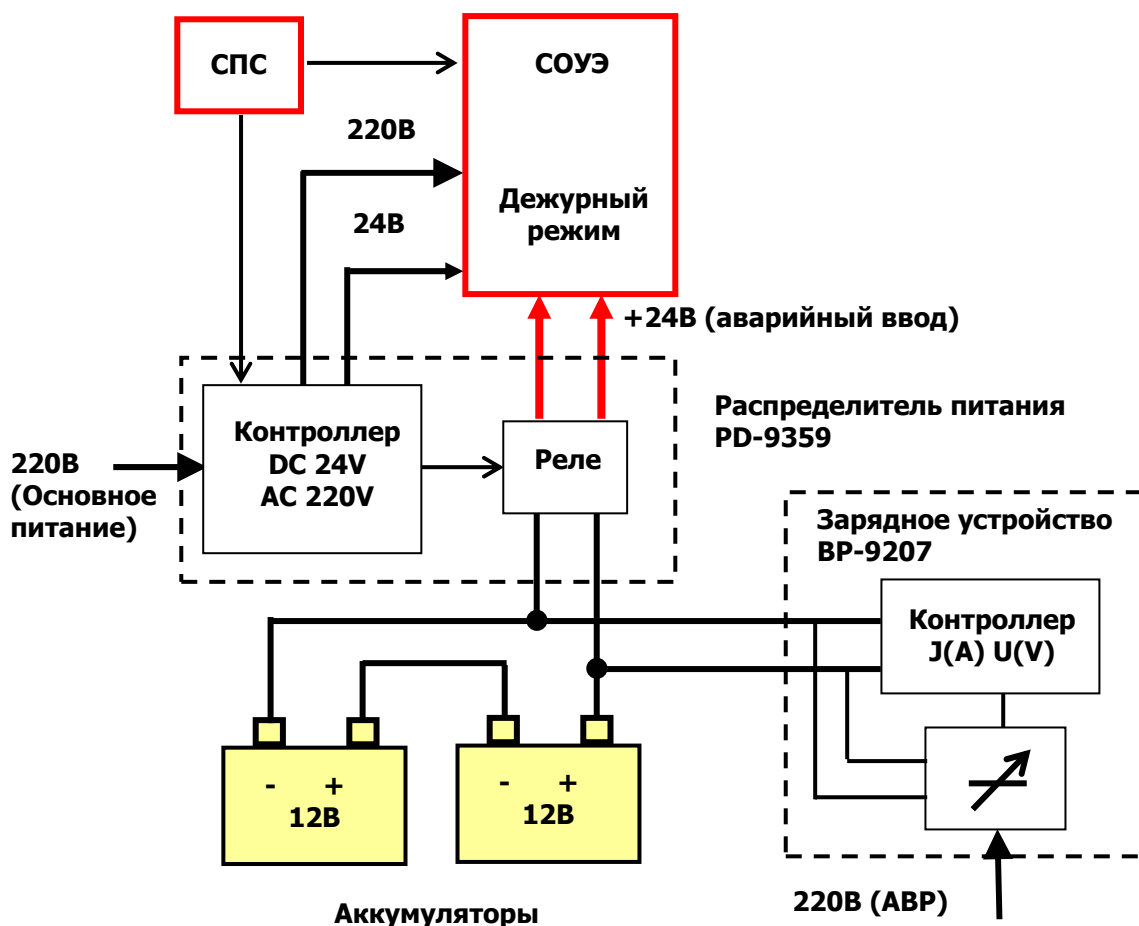 СПС
СОУЭ
220В
Дежурный
режим
24В
+24В (аварийный ввод)
Распределитель питания
PD-9359
Контроллер
DC 24V
AC 220V
Реле
220В
(Основное
питание)
Зарядное устройство
BP-9207
Контроллер
J(A) U(V)
- +
12В
- +
12В
220В (АВР)
Аккумуляторы